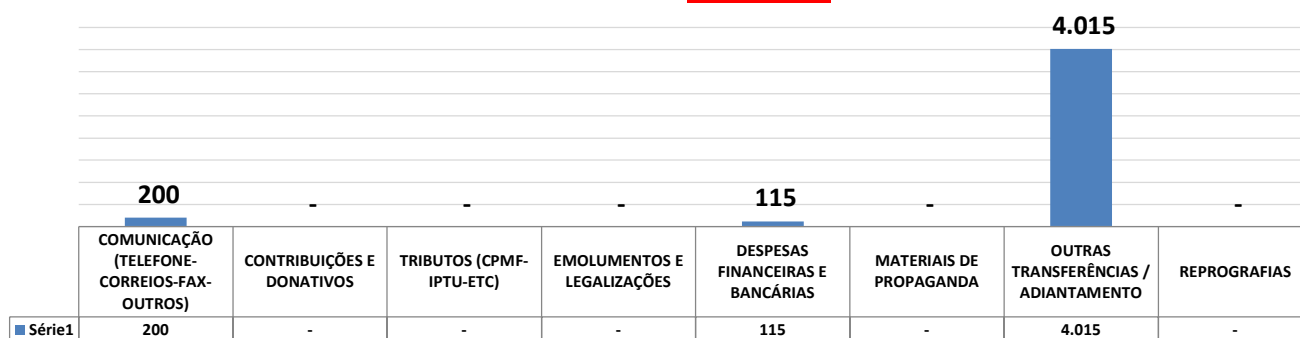 4.015
200
-
-
-
115
-
-
COMUNICAÇÃO
(TELEFONE-
CORREIOS-FAX-
OUTROS)
CONTRIBUIÇÕES E
DONATIVOS
TRIBUTOS (CPMF-
IPTU-ETC)
EMOLUMENTOS E
LEGALIZAÇÕES
DESPESAS
FINANCEIRAS E
BANCÁRIAS
MATERIAIS DE
PROPAGANDA
OUTRAS
TRANSFERÊNCIAS /
ADIANTAMENTO
REPROGRAFIAS
Série1 200 - - - 115 - 4.015 -